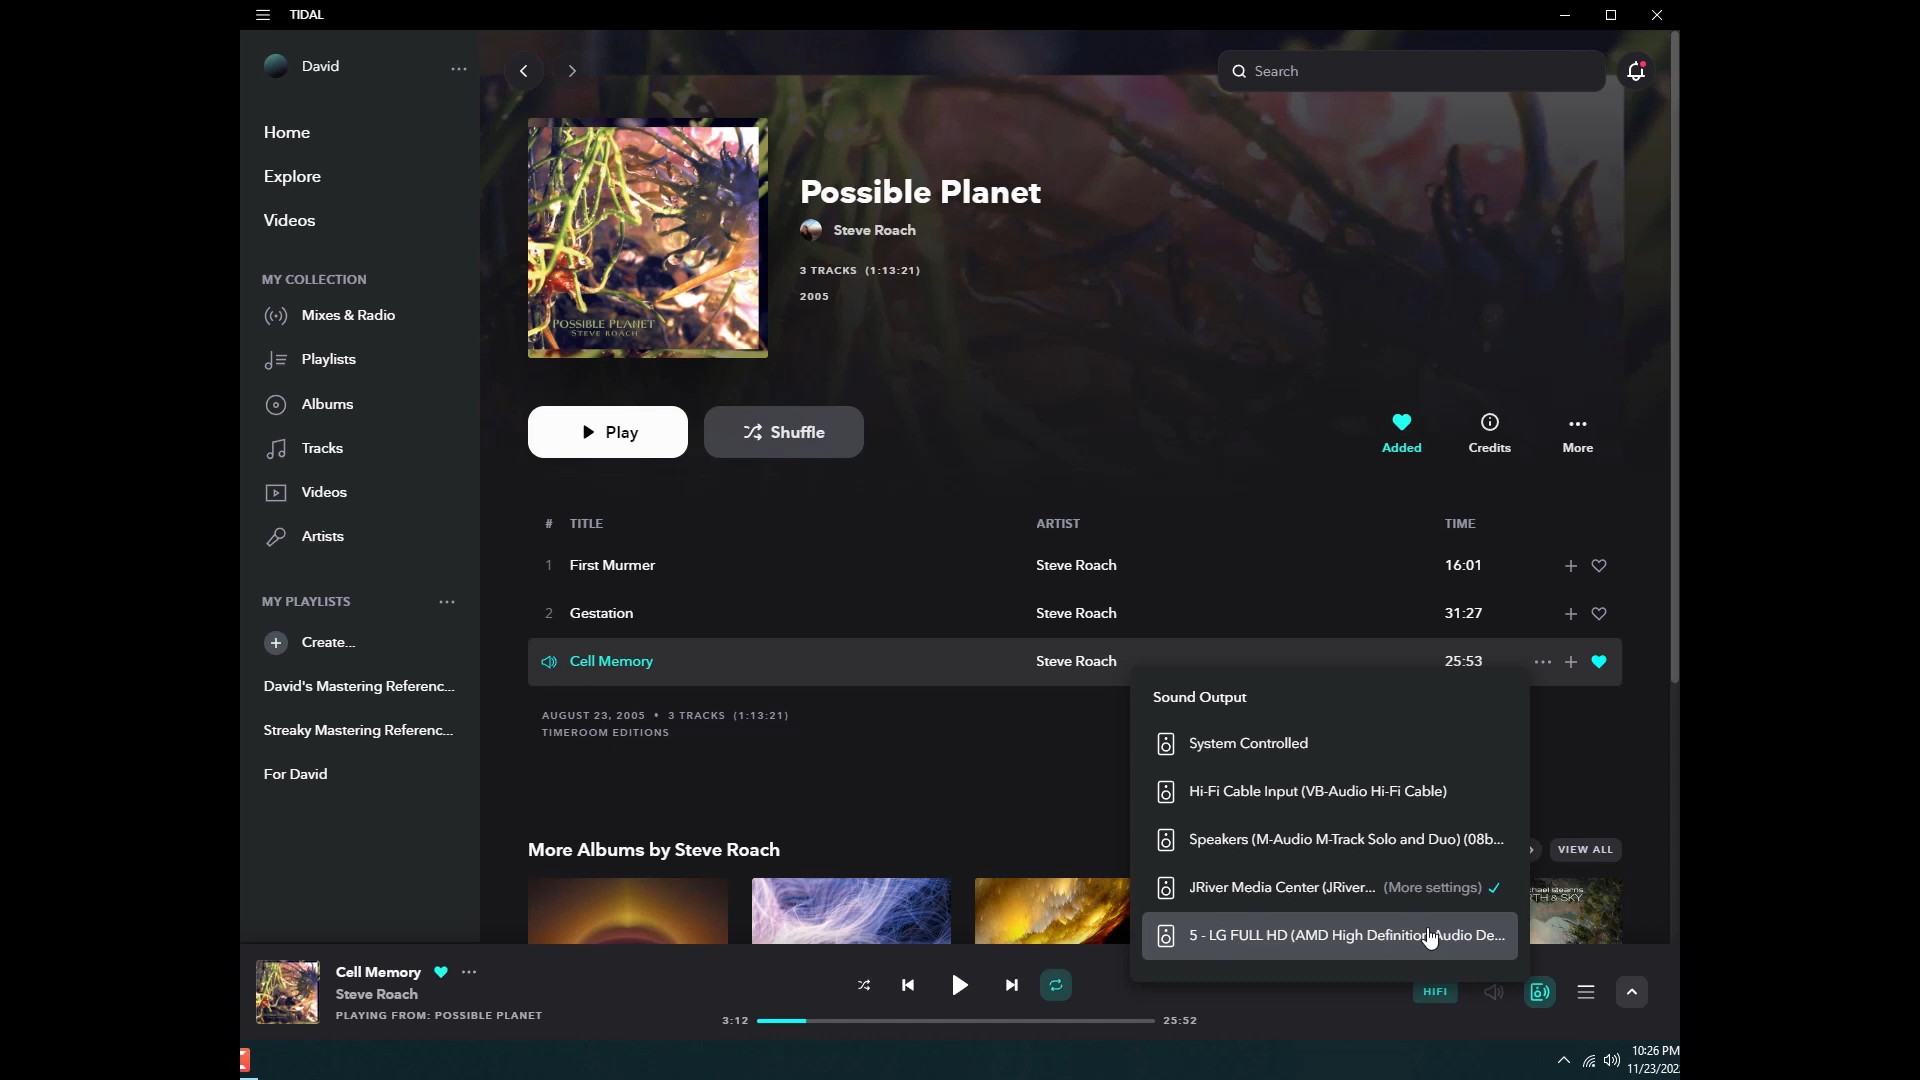 TIDAL
David
Home
Explore
Videos
MY COLLECTION
Mixes & Radio
Playlists
Albums
Tracks
Videos
Artists
MY PLAYLISTS
Create...
David's Mastering Referenc...
Streaky Mastering Referenc...
For David
Search
POSSIBLE PLANET
STEVE ROACH
Possible Planet
Steve Roach
3 TRACKS (1:13:21)
2005
Play
Shuffle
Added
Credits
More
# TITLE ARTIST TIME
1 First Murmer Steve Roach 16:01
2 Gestation Steve Roach 31:27
Cell Memory Steve Roach 25:53
AUGUST 23, 2005 • 3 TRACKS (1:13:21)
TIMEROOM EDITIONS
Sound Output
System Controlled
Hi-Fi Cable Input (VB-Audio Hi-Fi Cable)
Speakers (M-Audio M-Track Solo and Duo) (08b...
JRiver Media Center (JRiver... (More settings)
5 - LG FULL HD (AMD High Definition Audio De...
More Albums by Steve Roach
VIEW ALL
Cell Memory
Steve Roach
PLAYING FROM: POSSIBLE PLANET
3:12
25:52
HIFI
10:26 PM
11/23/202